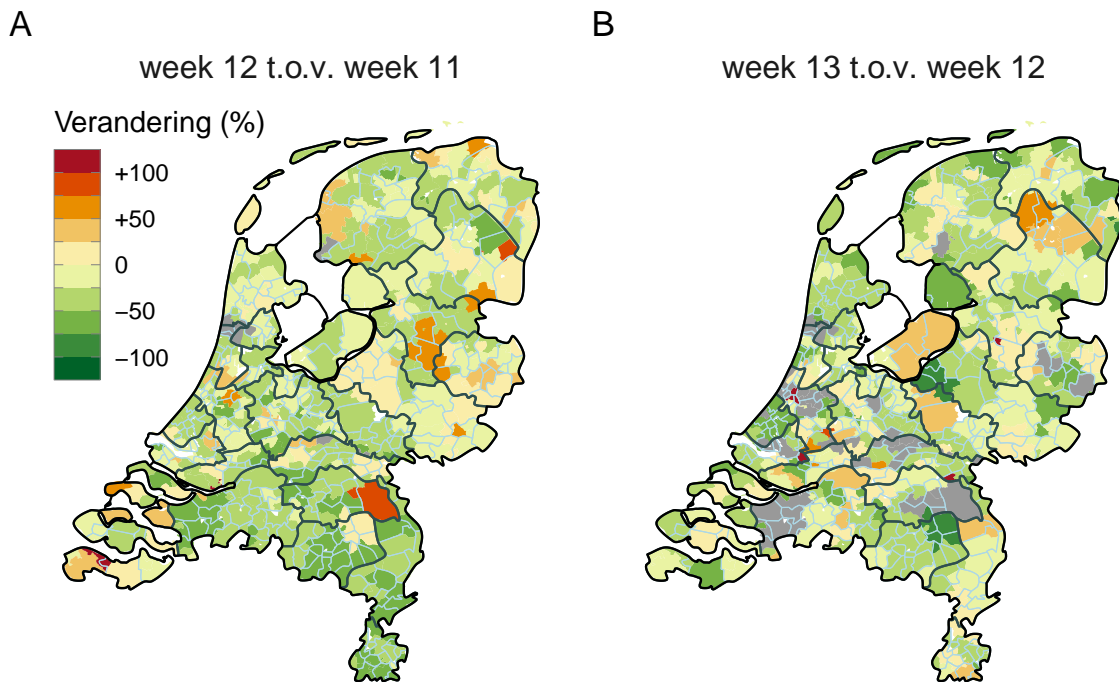 A
B
week 12 t.o.v. week 11
week 13 t.o.v. week 12
Verandering (%)
+100
+50
0
−50
−100